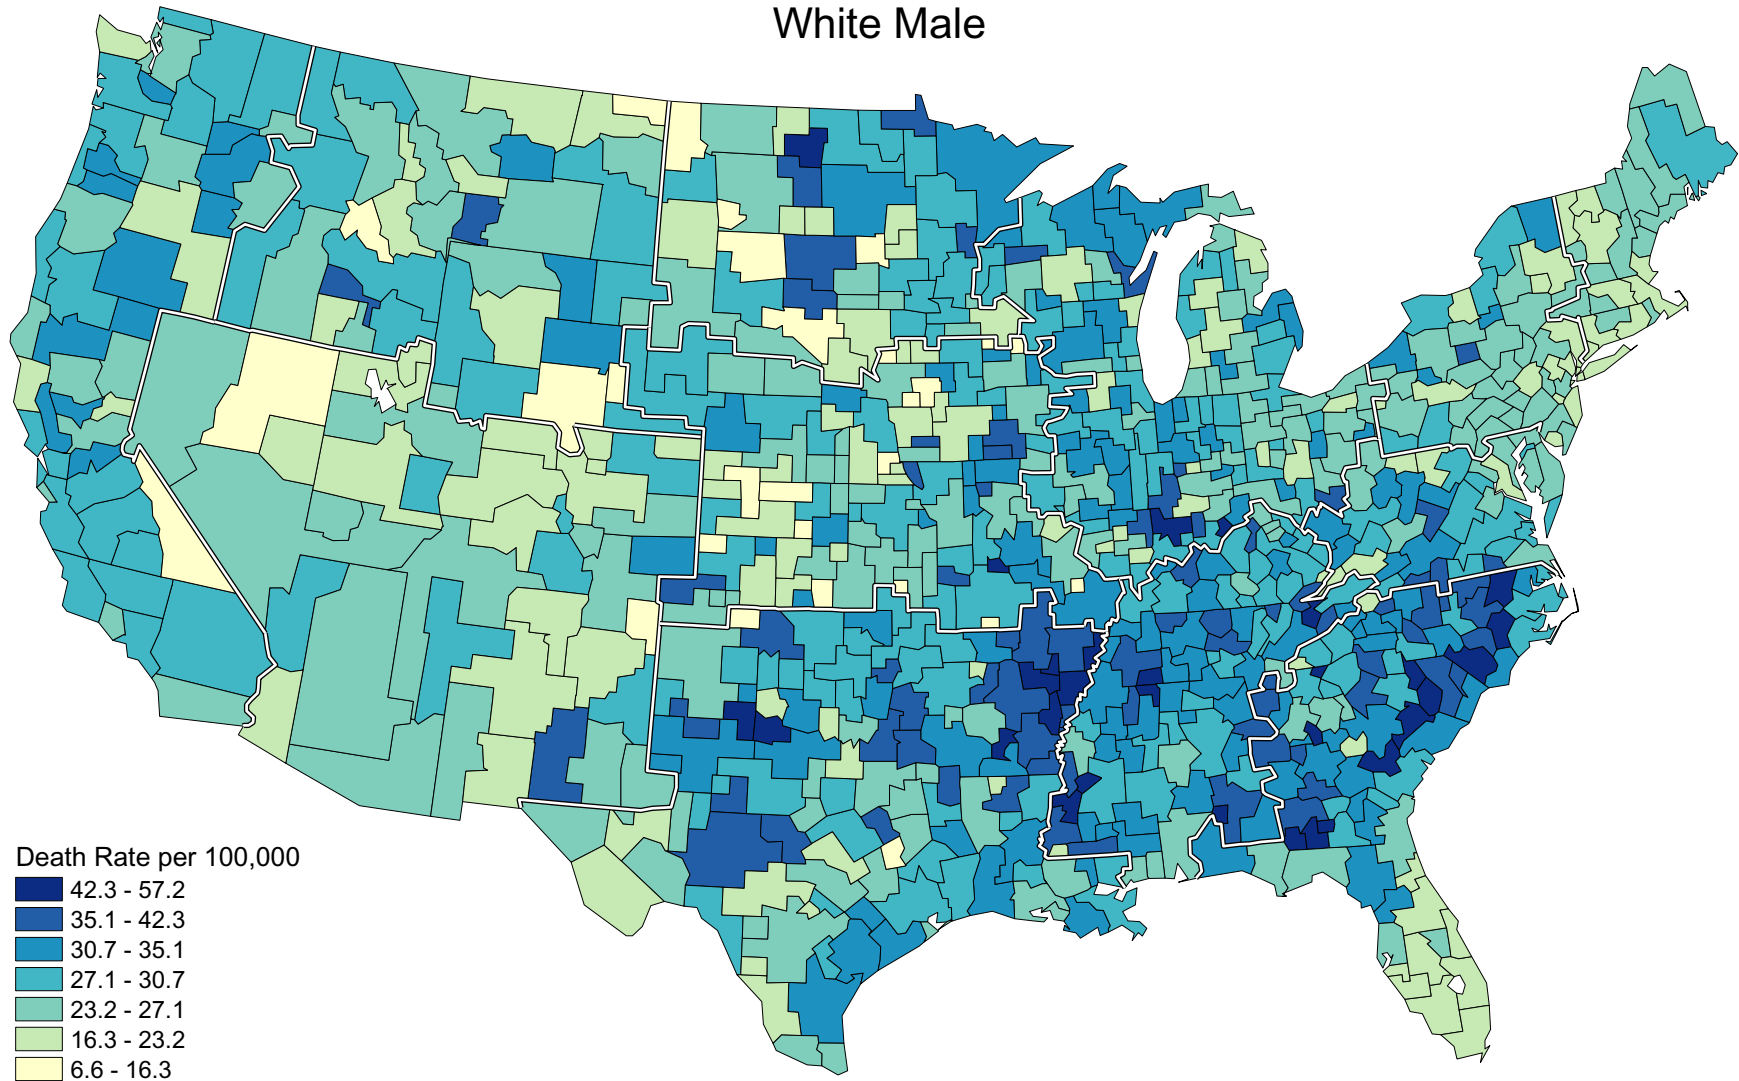 White Male
Death Rate per 100,000
42.3 - 57.2
35.1 - 42.3
30.7 - 35.1
27.1 - 30.7
23.2 - 27.1
16.3 - 23.2
6.6 - 16.3